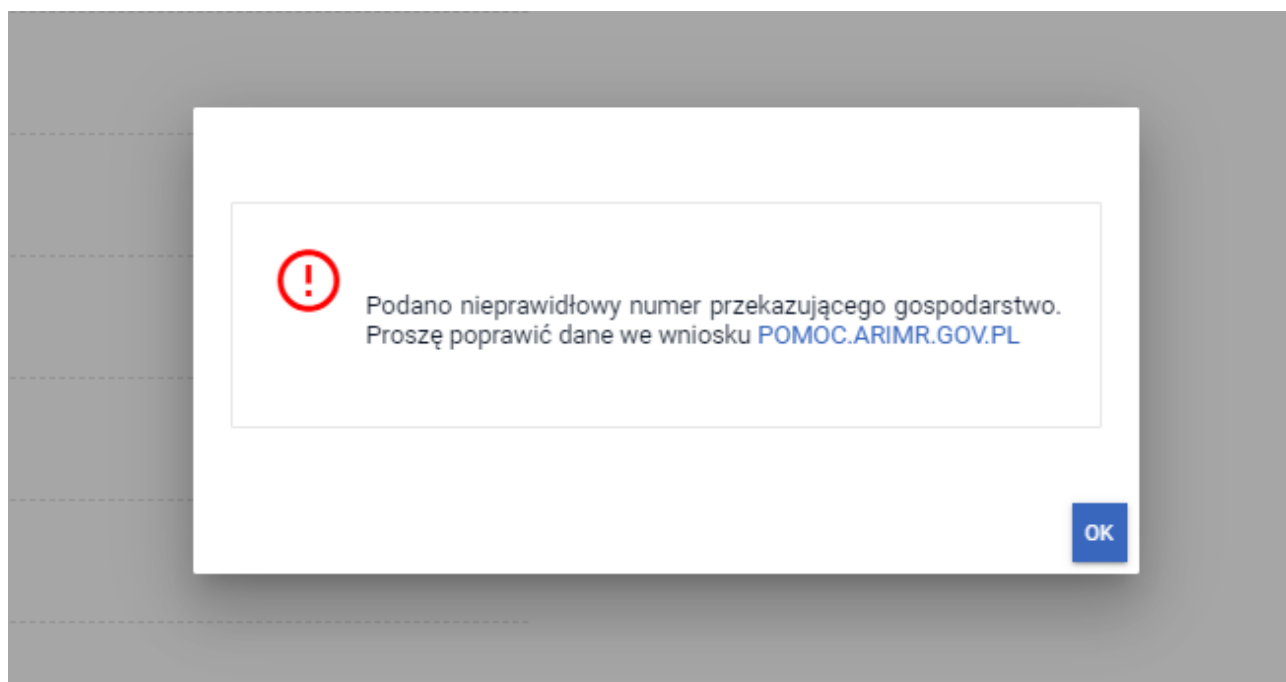 Podano nieprawidłowy numer przekazującego gospodarstwo.
Proszę poprawić dane we wniosku POMOC.ARIMR.GOV.PL
OK